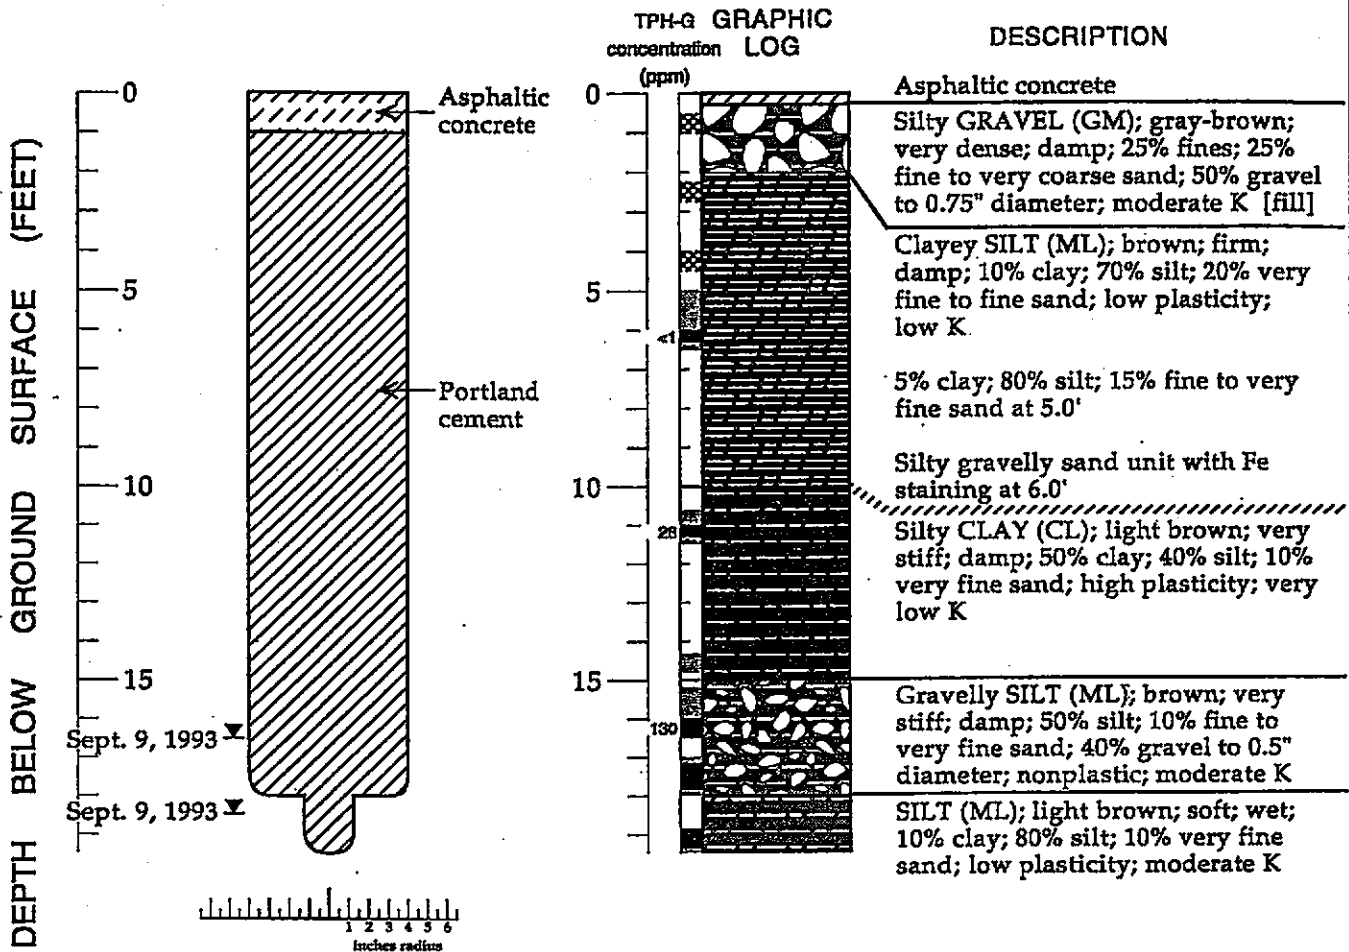 TPH-G GRAPHIC
concentration LOG
(ppm)
DESCRIPTION
DEPTH BELOW GROUND SURFACE (FEET)
0
5
10
15
Asphaltic
concrete
Portland
cement
Sept. 9, 1993
Sept. 9, 1993
1 2 3 4 5 6
inches radius
0
5
10
15
<1
28
130
Asphaltic concrete
Silty GRAVEL (GM); gray-brown;
very dense; damp; 25% fines; 25%
fine to very coarse sand; 50% gravel
to 0.75" diameter; moderate K [fill]
Clayey SILT (ML); brown; firm;
damp; 10% clay; 70% silt; 20% very
fine to fine sand; low plasticity;
low K
5% clay; 80% silt; 15% fine to very
fine sand at 5.0'
Silty gravelly sand unit with Fe
staining at 6.0'
Silty CLAY (CL); light brown; very
stiff; damp; 50% clay; 40% silt; 10%
very fine sand; high plasticity; very
low K
Gravelly SILT (ML); brown; very
stiff; damp; 50% silt; 10% fine to
very fine sand; 40% gravel to 0.5"
diameter; nonplastic; moderate K
SILT (ML); light brown; soft; wet;
10% clay; 80% silt; 10% very fine
sand; low plasticity; moderate K